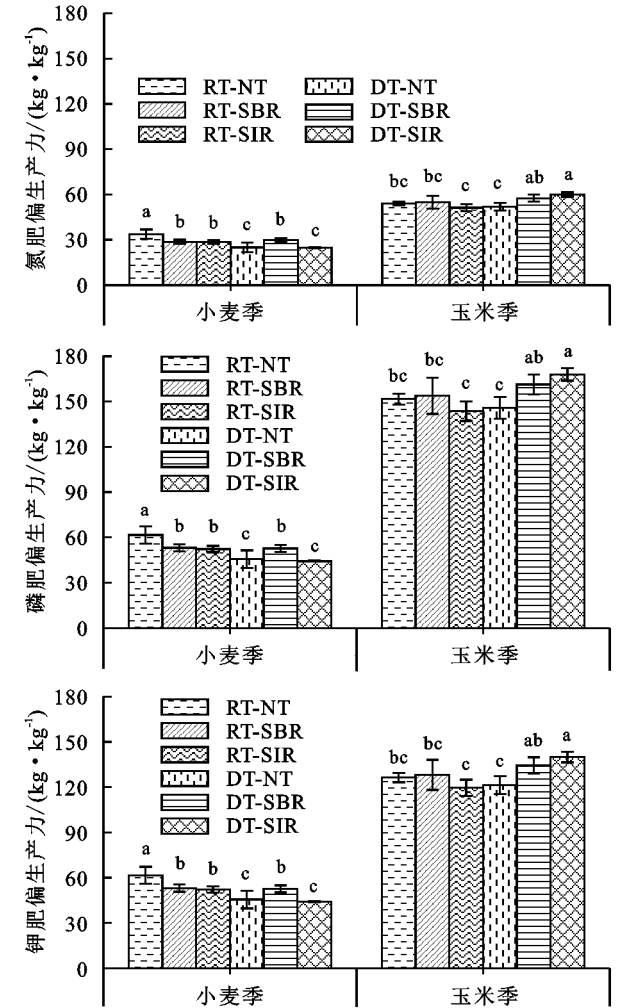 180
150
120
90
60
30
0
氮肥偏生产力/(kg·kg⁻¹)
RT-NT DT-NT
RT-SBR DT-SBR
RT-SIR DT-SIR
a b b c b c
bc bc c c ab a
小麦季 玉米季
180
150
120
90
60
30
0
磷肥偏生产力/(kg·kg⁻¹)
RT-NT
RT-SBR
RT-SIR
DT-NT
DT-SBR
DT-SIR
a b b c b c
bc bc c c ab a
小麦季 玉米季
180
150
120
90
60
30
0
钾肥偏生产力/(kg·kg⁻¹)
RT-NT
RT-SBR
RT-SIR
DT-NT
DT-SBR
DT-SIR
a b b c b c
bc bc c c ab a
小麦季 玉米季